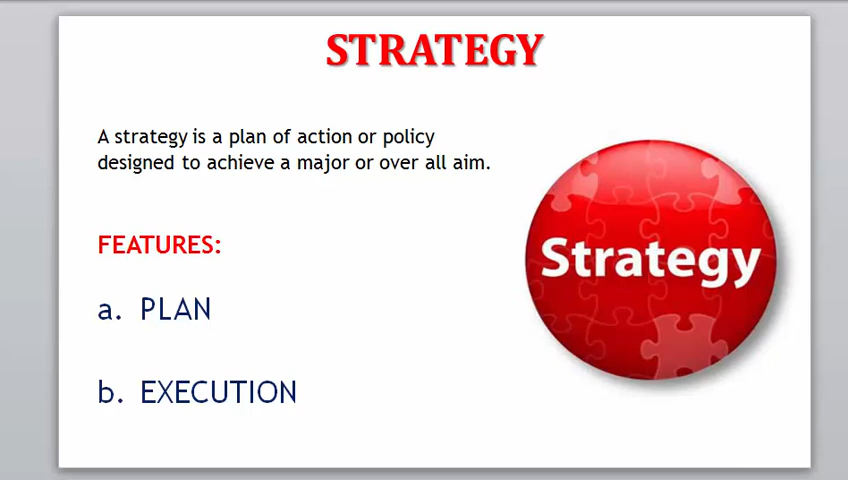 STRATEGY
A strategy is a plan of action or policy
designed to achieve a major or over all aim.
FEATURES:
a. PLAN
b. EXECUTION
Strategy